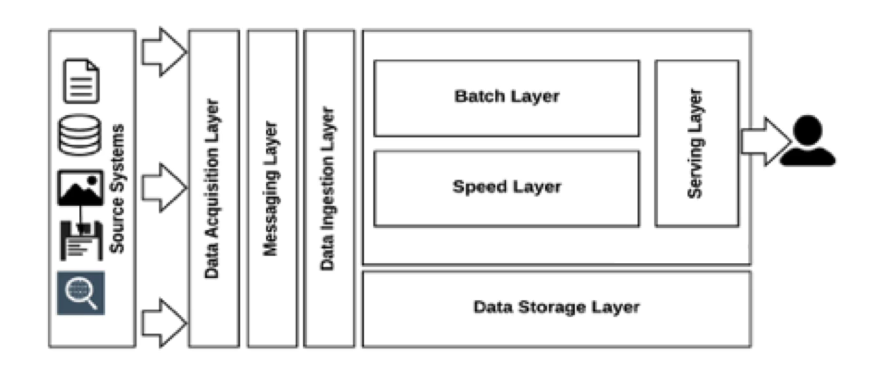 Source Systems
Data Acquisition Layer
Messaging Layer
Data Ingestion Layer
Batch Layer
Speed Layer
Serving Layer
Data Storage Layer